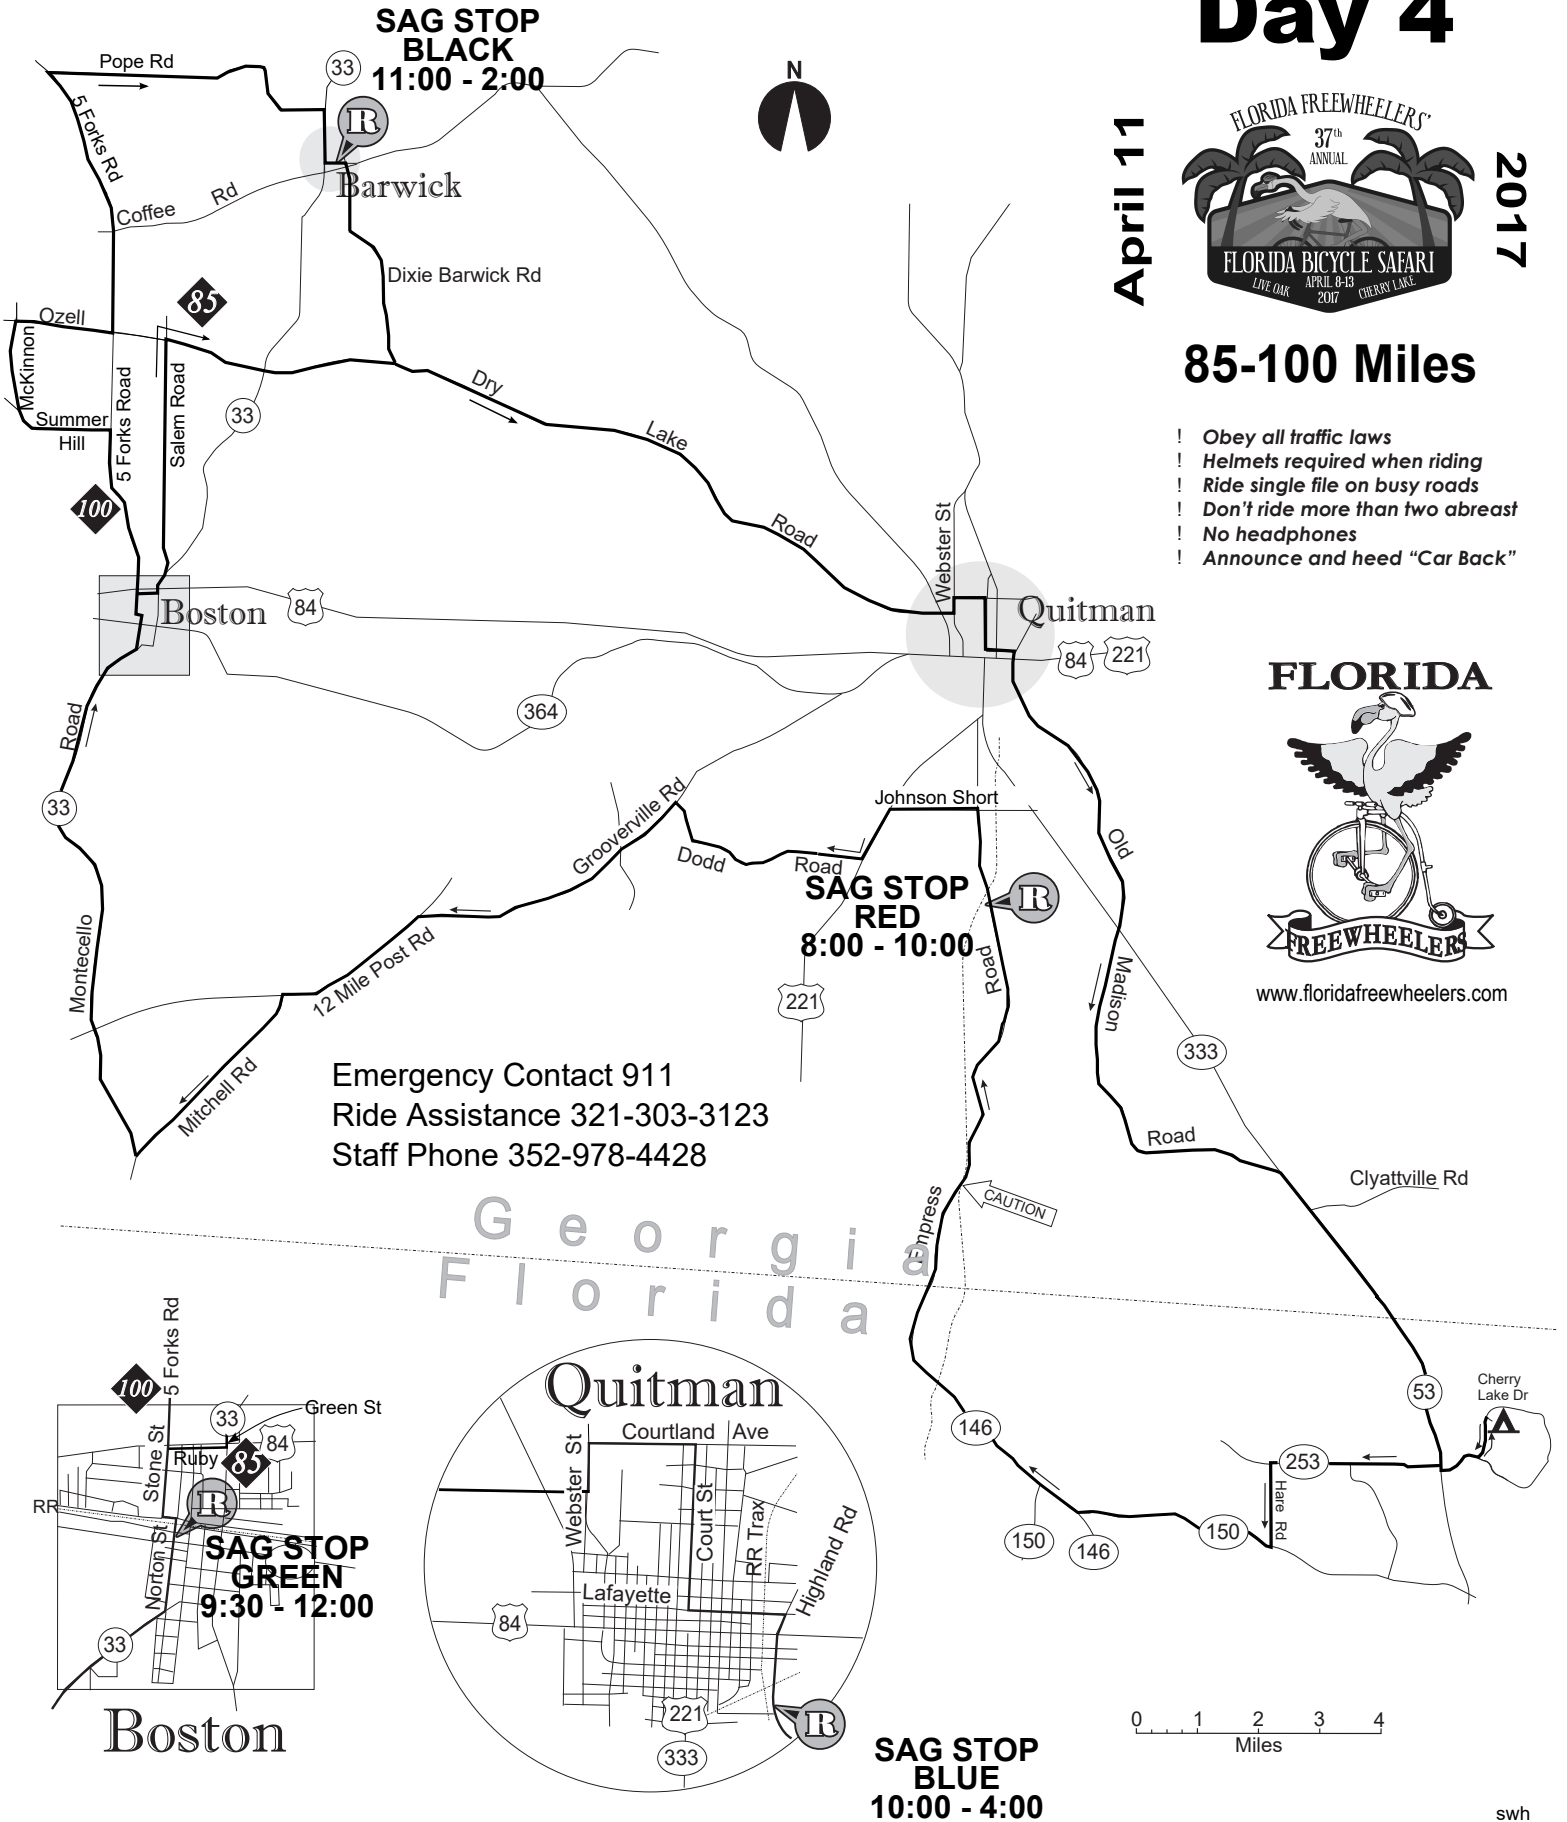 Day 4
SAG STOP
BLACK
11:00 - 2:00
33
Pope Rd
R
N
5 Forks Rd
Barwick
Coffee Rd
Dixie Barwick Rd
85
Ozell
McKinnon
Summer
Hill
5 Forks Road
Salem Road
33
100
Dry
Lake
Road
Webster St
Boston
84
Quitman
84
221
364
April 11
2017
FLORIDA FREEWHEELERS'
37th
ANNUAL
FLORIDA BICYCLE SAFARI
LIVE OAK
APRIL 8-13
2017
CHERRY LAKE
85-100 Miles
! Obey all traffic laws
! Helmets required when riding
! Ride single file on busy roads
! Don't ride more than two abreast
! No headphones
! Announce and heed “Car Back”
FLORIDA
FREEWHEELERS
www.floridafreewheelers.com
Road
33
Montecello
Johnson Short
Grooverville Rd
Dodd
Road
SAG STOP
RED
8:00 - 10:00
R
Road
221
12 Mile Post Rd
Mitchell Rd
Old
Madison
333
Road
Clyattville Rd
Emergency Contact 911
Ride Assistance 321-303-3123
Staff Phone 352-978-4428
Empress
CAUTION
Georgia
Florida
53
Cherry
Lake Dr
146
253
Hare Rd
150
150
146
100
5 Forks Rd
33
Green St
84
Stone St
Ruby
85
R
RR
SAG STOP
GREEN
9:30 - 12:00
Norton St
33
Boston
Quitman
Courtland Ave
Webster St
Court St
RR Trax
Highland Rd
Lafayette
84
221
333
R
SAG STOP
BLUE
10:00 - 4:00
0 1 2 3 4
Miles
swh